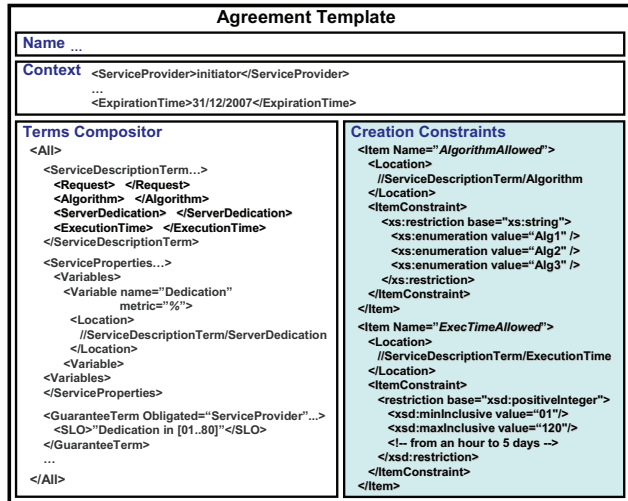 Agreement Template
Name ...
Context <ServiceProvider>initiator</ServiceProvider>
...
<ExpirationTime>31/12/2007</ExpirationTime>
Terms Compositor
<All>
<ServiceDescriptionTerm...>
<Request> </Request>
<Algorithm> </Algorithm>
<ServerDedication> </ServerDedication>
<ExecutionTime> </ExecutionTime>
</ServiceDescriptionTerm>
<ServiceProperties...>
<Variables>
<Variable name="Dedication"
metric="%">
<Location>
//ServiceDescriptionTerm/ServerDedication
</Location>
<Variable>
<Variables>
</ServiceProperties>
<GuaranteeTerm Obligated=“ServiceProvider”...>
<SLO>”Dedication in [01..80]”</SLO>
</GuaranteeTerm>
...
</All>
Creation Constraints
<Item Name=”AlgorithmAllowed”>
<Location>
//ServiceDescriptionTerm/Algorithm
</Location>
<ItemConstraint>
<xs:restriction base="xs:string">
<xs:enumeration value=“Alg1" />
<xs:enumeration value=“Alg2" />
<xs:enumeration value=“Alg3" />
</xs:restriction>
</ItemConstraint>
</Item>
<Item Name=”ExecTimeAllowed”>
<Location>
//ServiceDescriptionTerm/ExecutionTime
</Location>
<ItemConstraint>
<restriction base="xsd:positiveInteger">
<xsd:minInclusive value=“01"/>
<xsd:maxInclusive value=“120"/>
<!-- from an hour to 5 days -->
</xsd:restriction>
</ItemConstraint>
</Item>